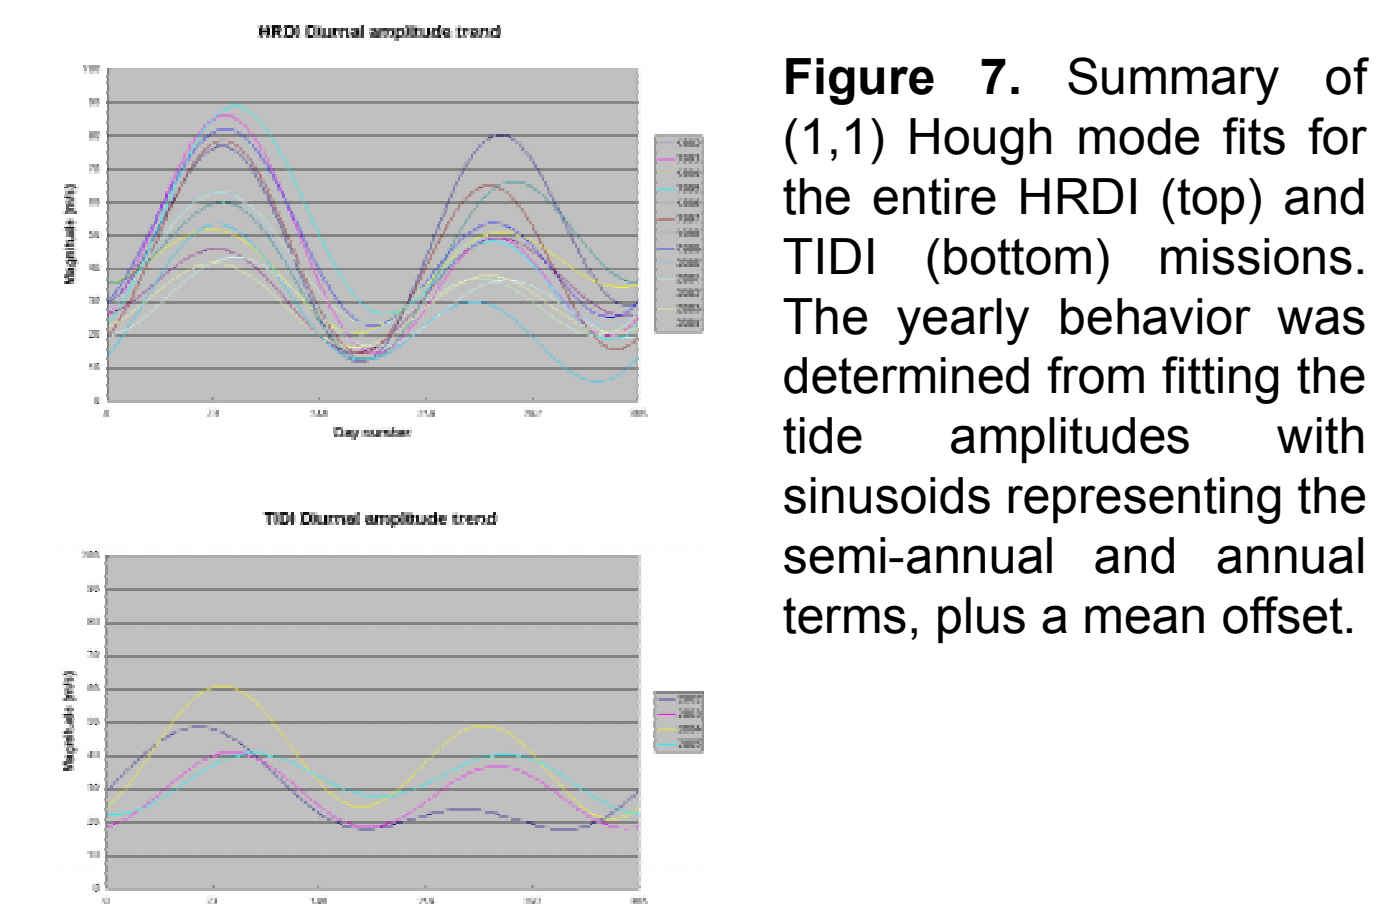 HRDI Diurnal amplitude trend
Magnitude (m/s)
Day number
TIDI Diurnal amplitude trend
Magnitude (m/s)
Figure 7. Summary of
(1,1) Hough mode fits for
the entire HRDI (top) and
TIDI (bottom) missions.
The yearly behavior was
determined from fitting the
tide amplitudes with
sinusoids representing the
semi-annual and annual
terms, plus a mean offset.